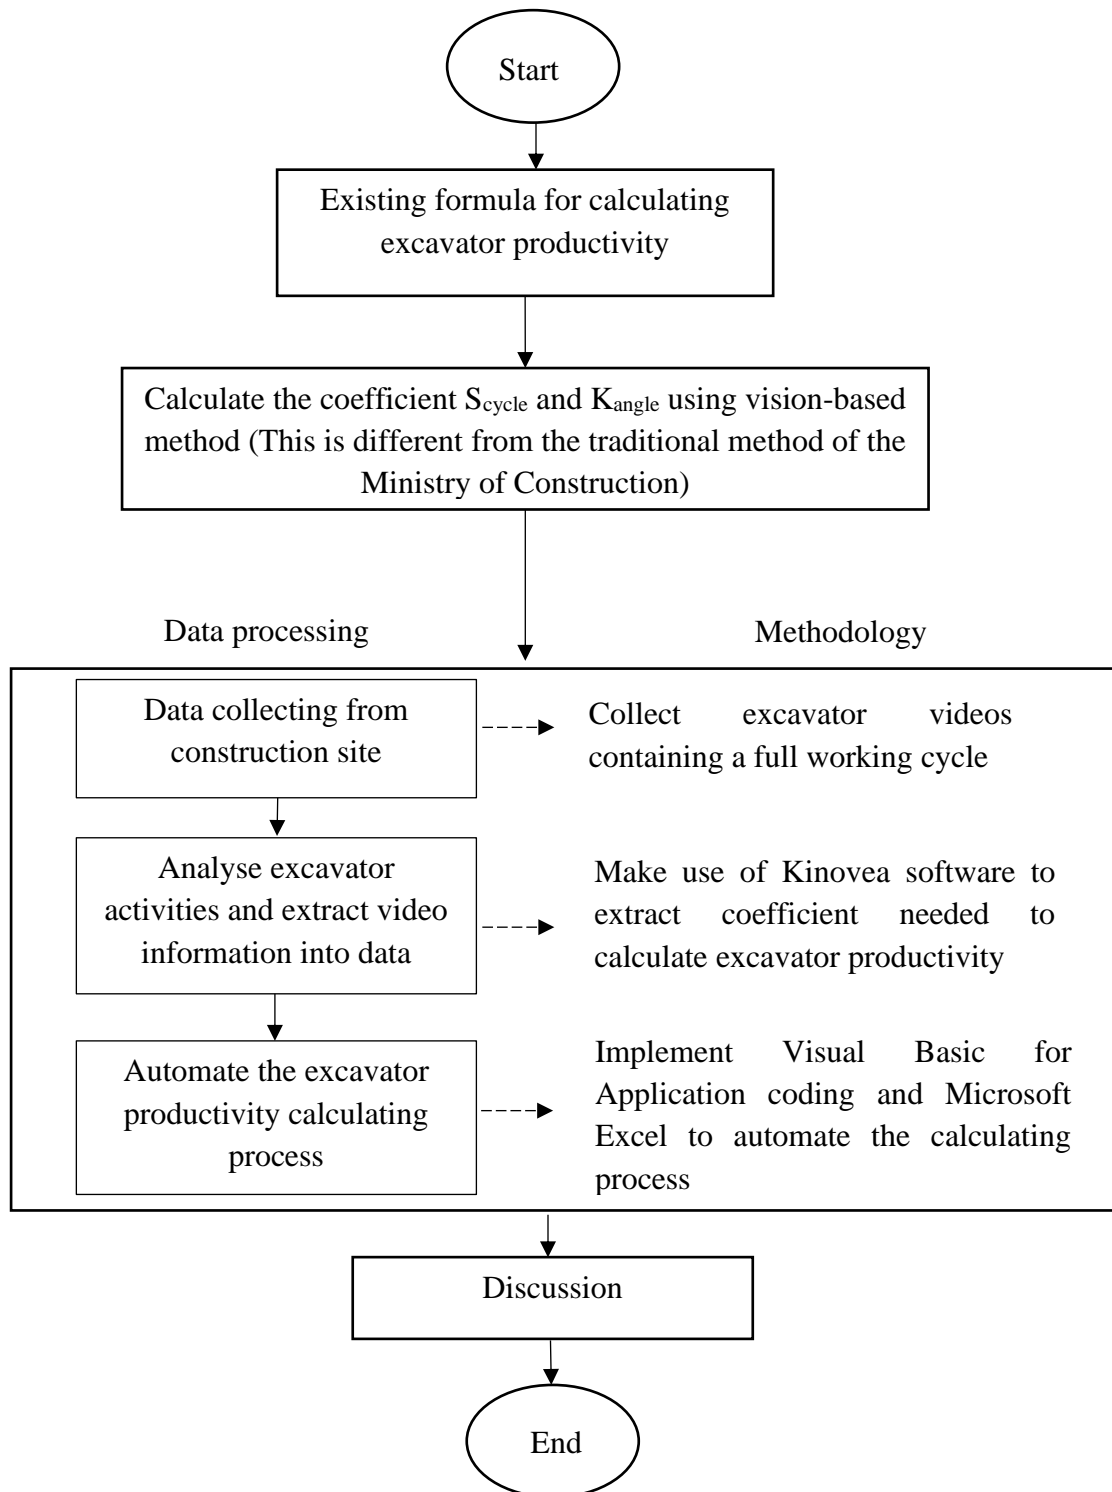 Start
Existing formula for calculating
excavator productivity
Calculate the coefficient Scycle and Kangle using vision-based
method (This is different from the traditional method of the
Ministry of Construction)
Data processing
Methodology
Data collecting from
construction site
Collect excavator videos
containing a full working cycle
Analyse excavator
activities and extract video
information into data
Make use of Kinovea software to
extract coefficient needed to
calculate excavator productivity
Automate the excavator
productivity calculating
process
Implement Visual Basic for
Application coding and Microsoft
Excel to automate the calculating
process
Discussion
End